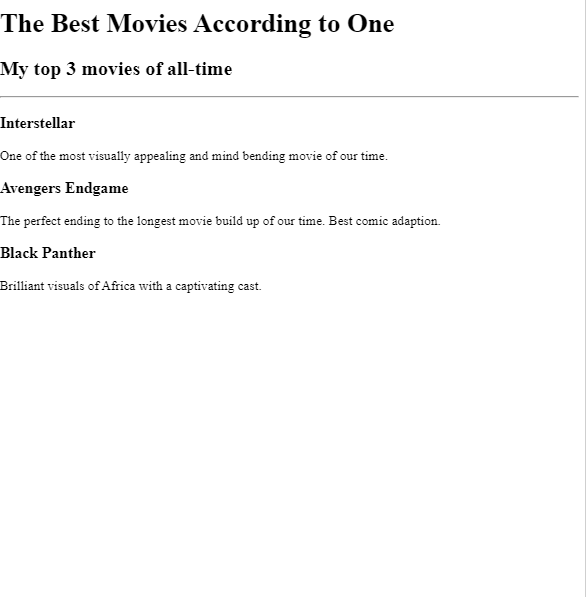 The Best Movies According to One
My top 3 movies of all-time
Interstellar
One of the most visually appealing and mind bending movie of our time.
Avengers Endgame
The perfect ending to the longest movie build up of our time. Best comic adaption.
Black Panther
Brilliant visuals of Africa with a captivating cast.